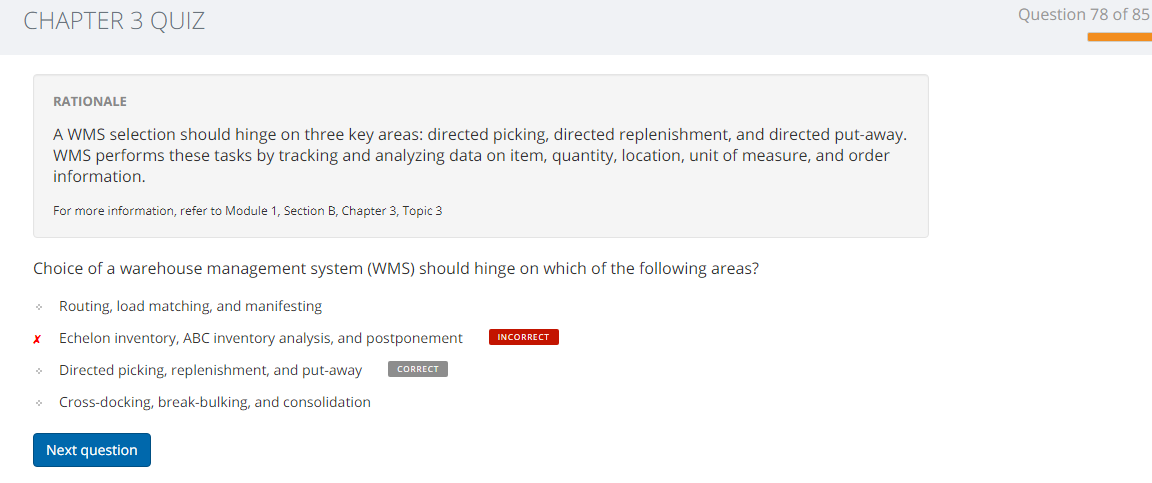 CHAPTER 3 QUIZ
Question 78 of 85
RATIONALE
A WMS selection should hinge on three key areas: directed picking, directed replenishment, and directed put-away.
WMS performs these tasks by tracking and analyzing data on item, quantity, location, unit of measure, and order
information.
For more information, refer to Module 1, Section B, Chapter 3, Topic 3
Choice of a warehouse management system (WMS) should hinge on which of the following areas?
Routing, load matching, and manifesting
✗ Echelon inventory, ABC inventory analysis, and postponement INCORRECT
Directed picking, replenishment, and put-away CORRECT
Cross-docking, break-bulking, and consolidation
Next question